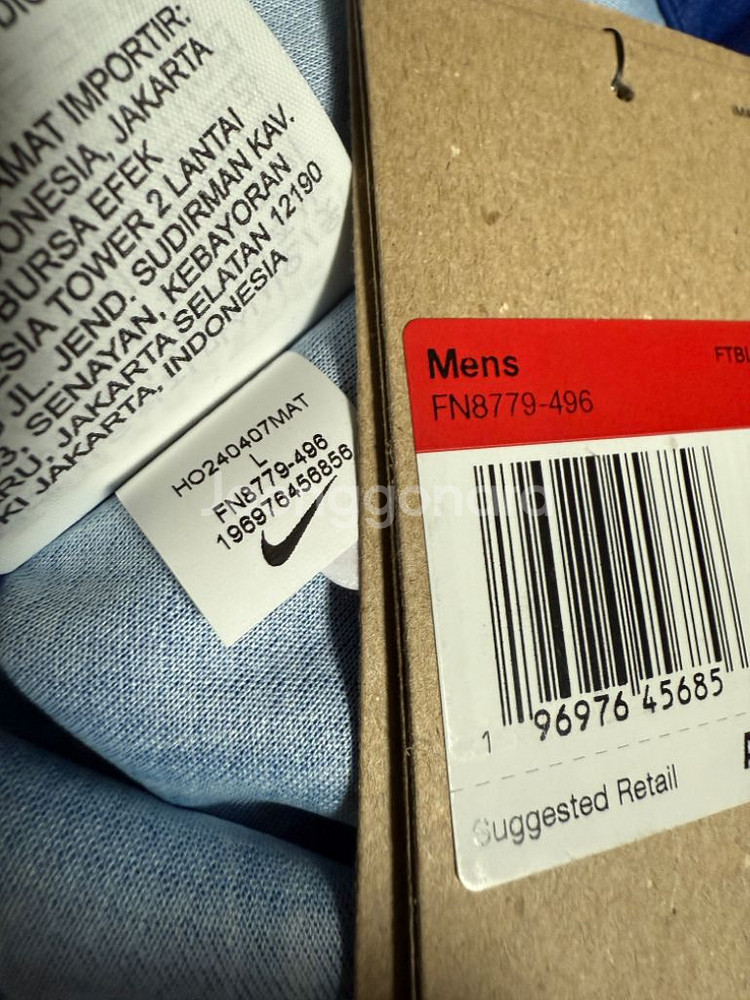 AMAT IMPORTIR:
ONESIA, JAKARTA
BURSA EFEK
ESIA TOWER 2 LANTAI
JL. JEND. SUDIRMAN KAV.
3, SENAYAN, KEBAYORAN
RU, JAKARTA SELATAN 12190
KI JAKARTA, INDONESIA
HO240407MAT
L
FN8779-496
196976456856
Mens
FTBL
FN8779-496
1 96976 45685
Suggested Retail
Joonggonara